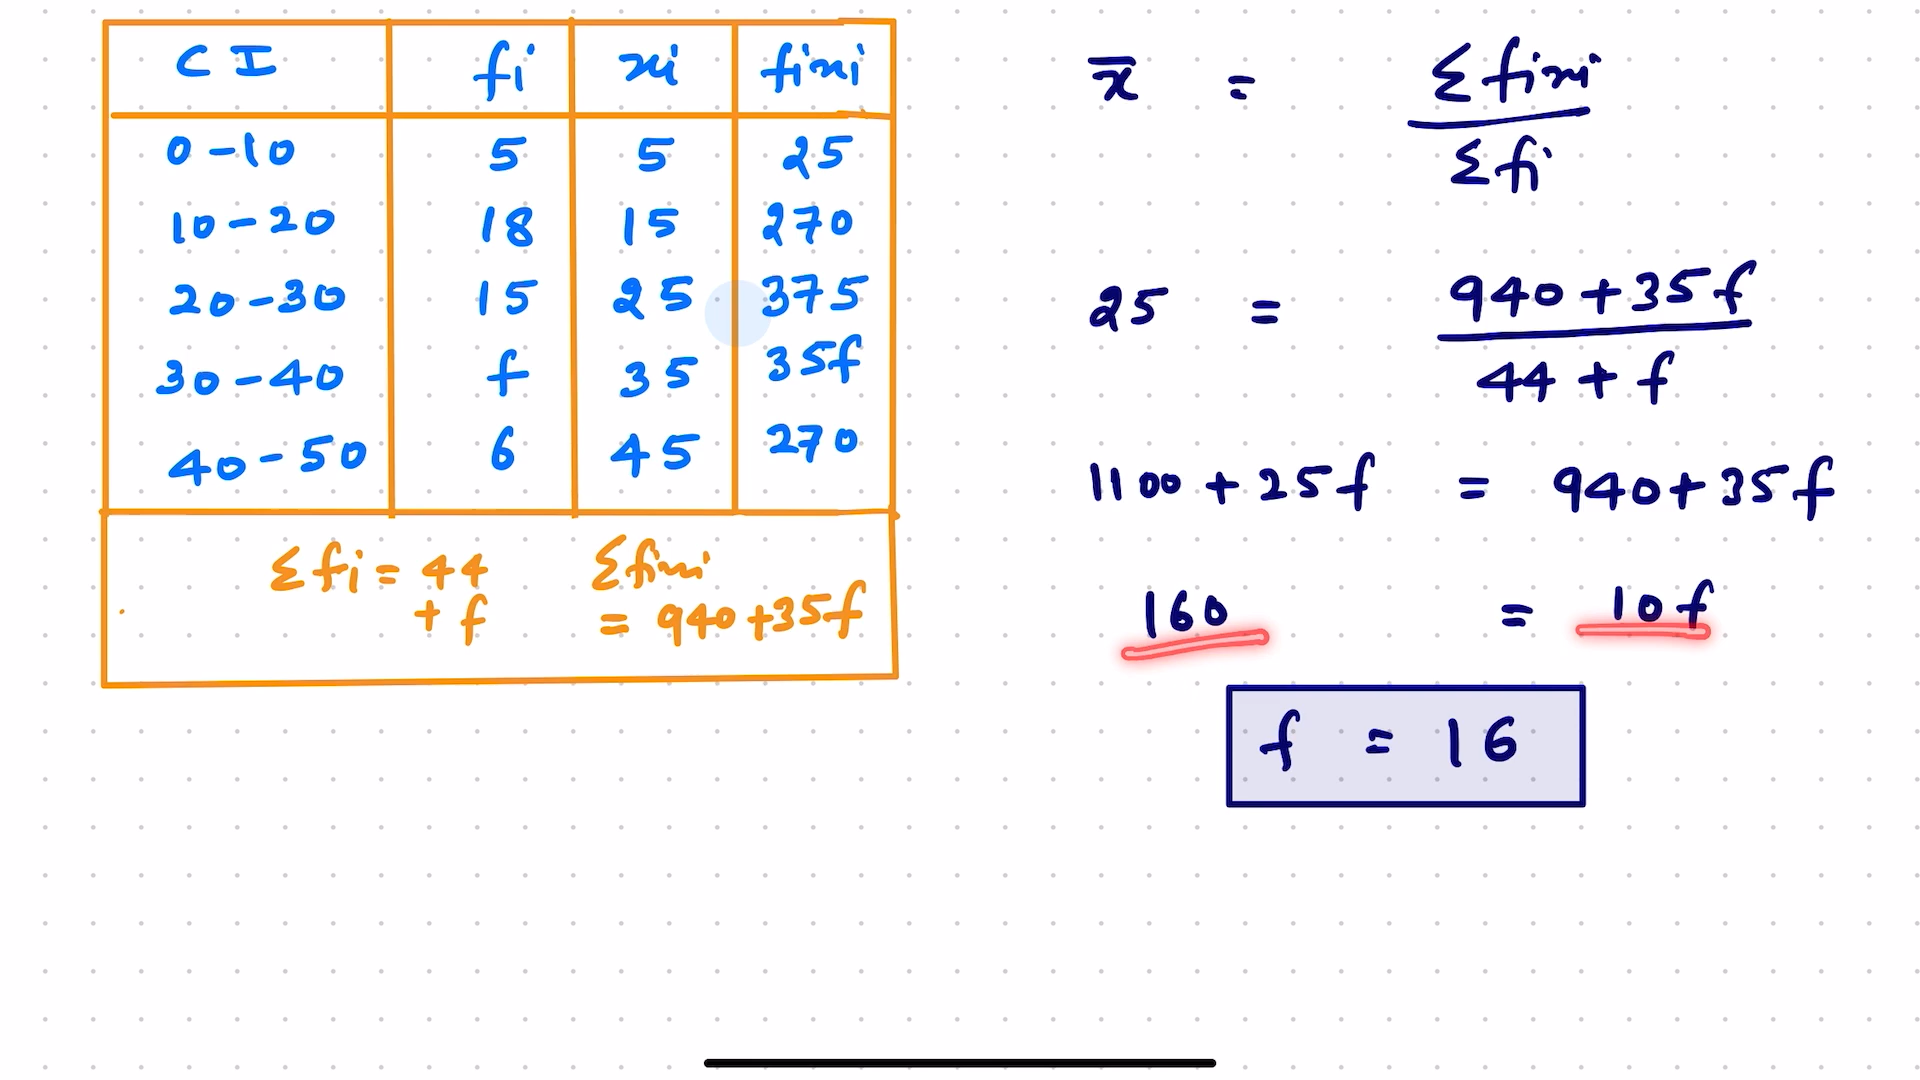 CI fi xi fixi
0-10 5 5 25
10-20 18 15 270
20-30 15 25 375
30-40 f 35 35f
40-50 6 45 270
Σfi = 44 + f
Σfixi = 940+35f
x̄ = Σfixi / Σfi
25 = 940+35f / 44 + f
1100 + 25f = 940+35f
160 = 10f
f = 16